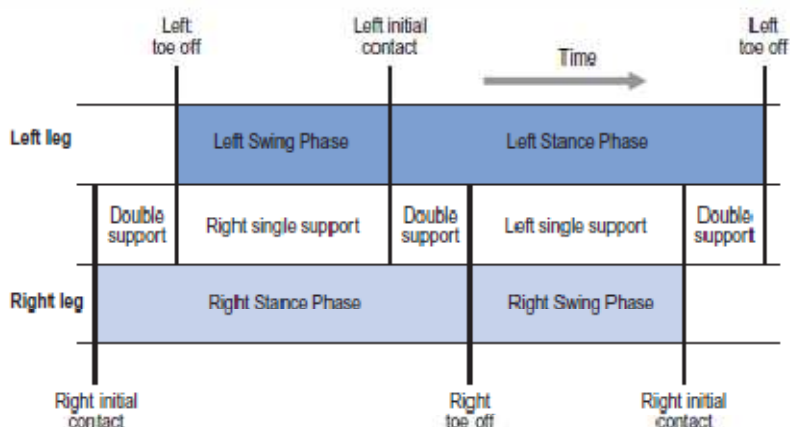 Left
toe off
Left initial
contact
Left
toe off
Time
Left leg
Left Swing Phase
Left Stance Phase
Double
support
Right single support
Double
support
Left single support
Double
support
Right leg
Right Stance Phase
Right Swing Phase
Right initial
contact
Right
toe off
Right initial
contact